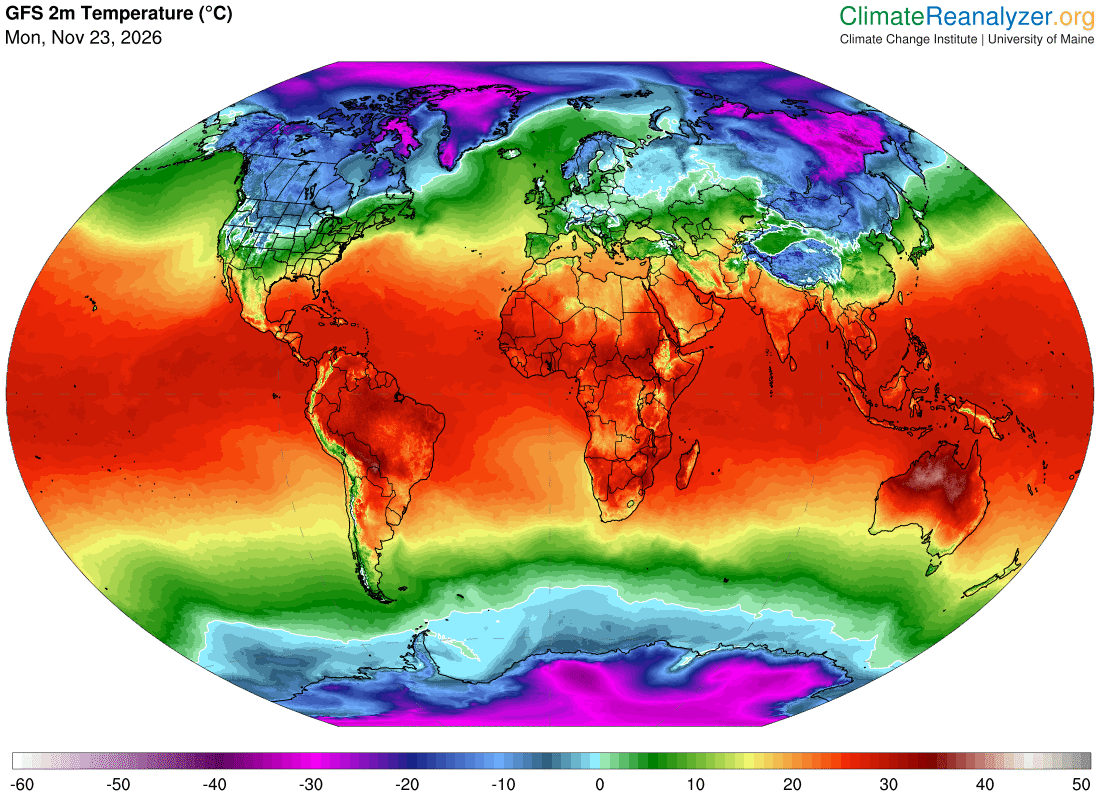 GFS 2m Temperature (°C)
Mon, Nov 23, 2026
ClimateReanalyzer.org
Climate Change Institute | University of Maine
-60 -50 -40 -30 -20 -10 0 10 20 30 40 50